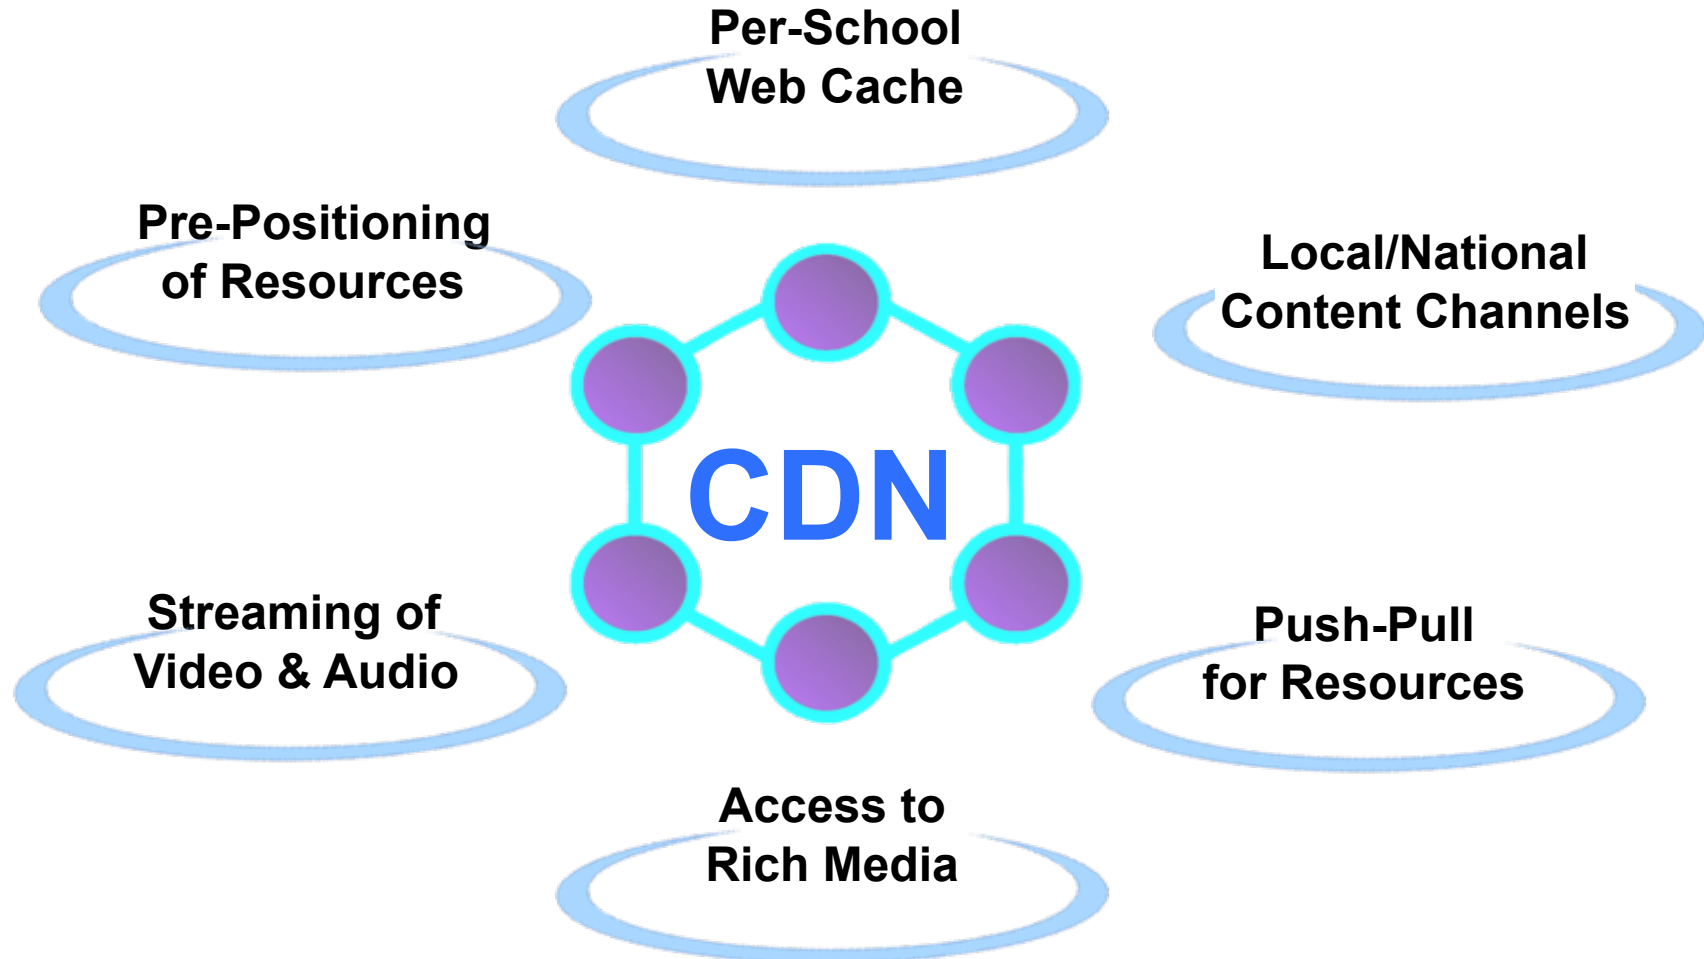 Per-School
Web Cache
Pre-Positioning
of Resources
Local/National
Content Channels
CDN
Streaming of
Video & Audio
Push-Pull
for Resources
Access to
Rich Media